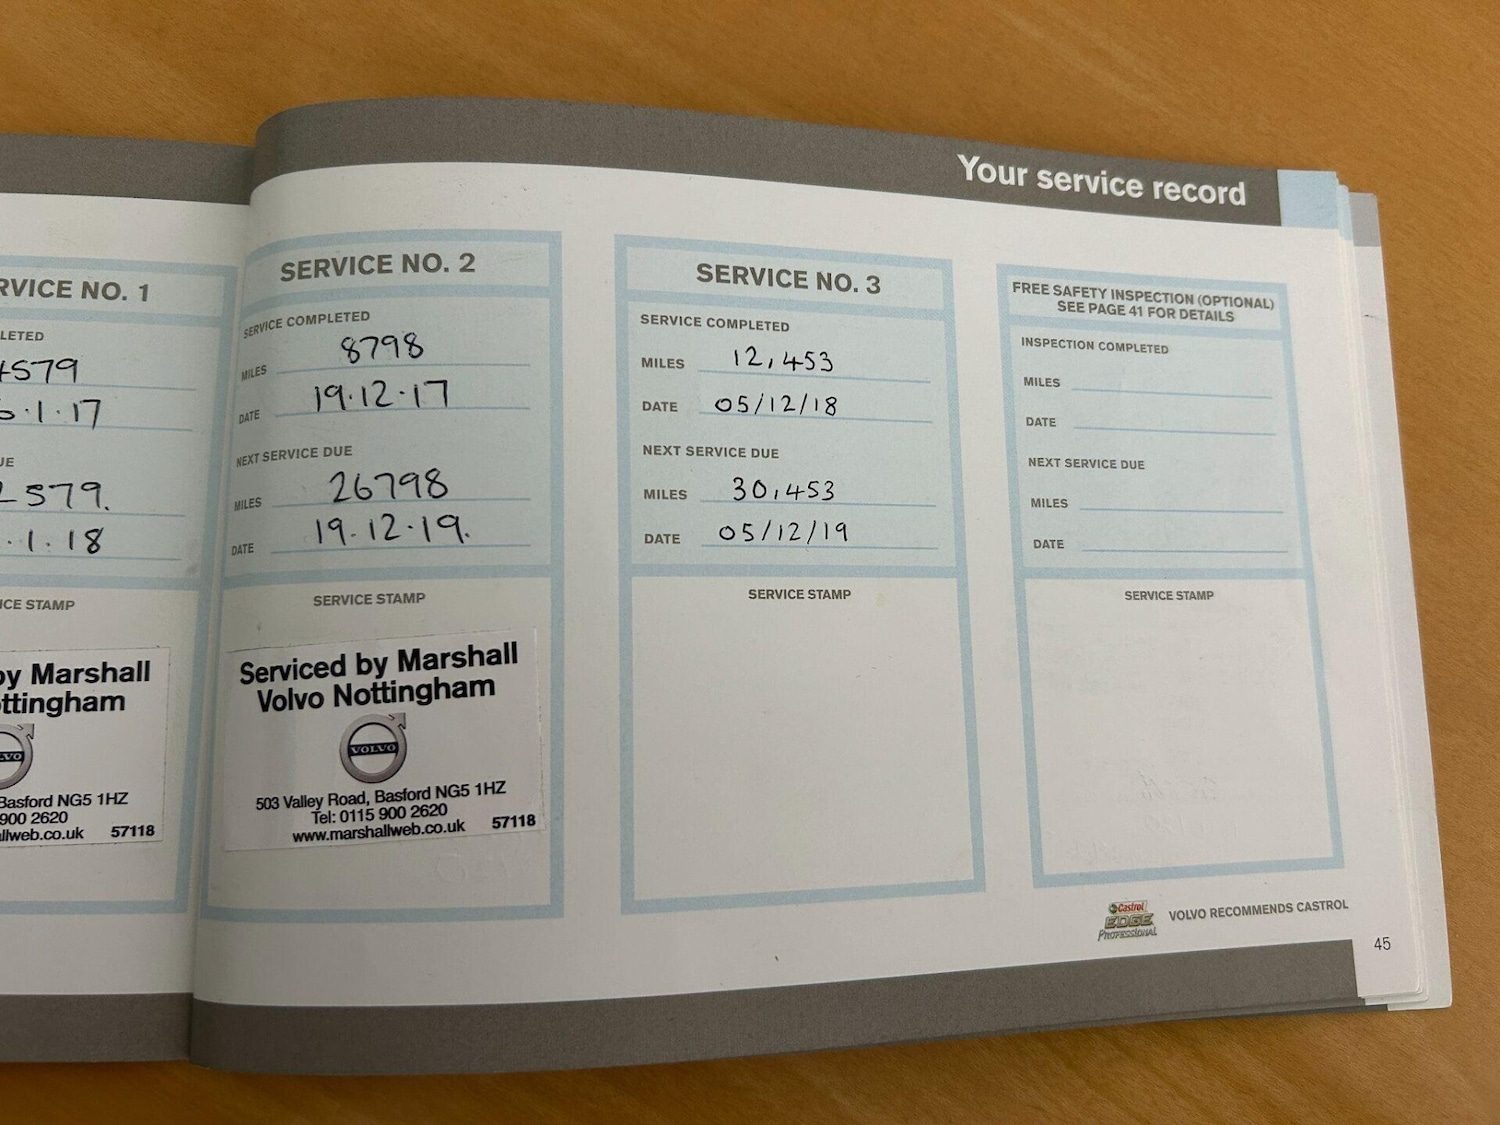 Your service record
RVICE NO. 1
LETED
4579
6.1.17
UE
2579.
.1.18
ICE STAMP
by Marshall
ottingham
Basford NG5 1HZ
900 2620
llweb.co.uk 57118
SERVICE NO. 2
SERVICE COMPLETED
MILES 8798
DATE 19.12.17
NEXT SERVICE DUE
MILES 26798
DATE 19.12.19.
SERVICE STAMP
Serviced by Marshall
Volvo Nottingham
VOLVO
503 Valley Road, Basford NG5 1HZ
Tel: 0115 900 2620
www.marshallweb.co.uk 57118
SERVICE NO. 3
SERVICE COMPLETED
MILES 12,453
DATE 05/12/18
NEXT SERVICE DUE
MILES 30,453
DATE 05/12/19
SERVICE STAMP
FREE SAFETY INSPECTION (OPTIONAL)
SEE PAGE 41 FOR DETAILS
INSPECTION COMPLETED
MILES
DATE
NEXT SERVICE DUE
MILES
DATE
SERVICE STAMP
Castrol
EDGE
PROFESSIONAL
VOLVO RECOMMENDS CASTROL
45